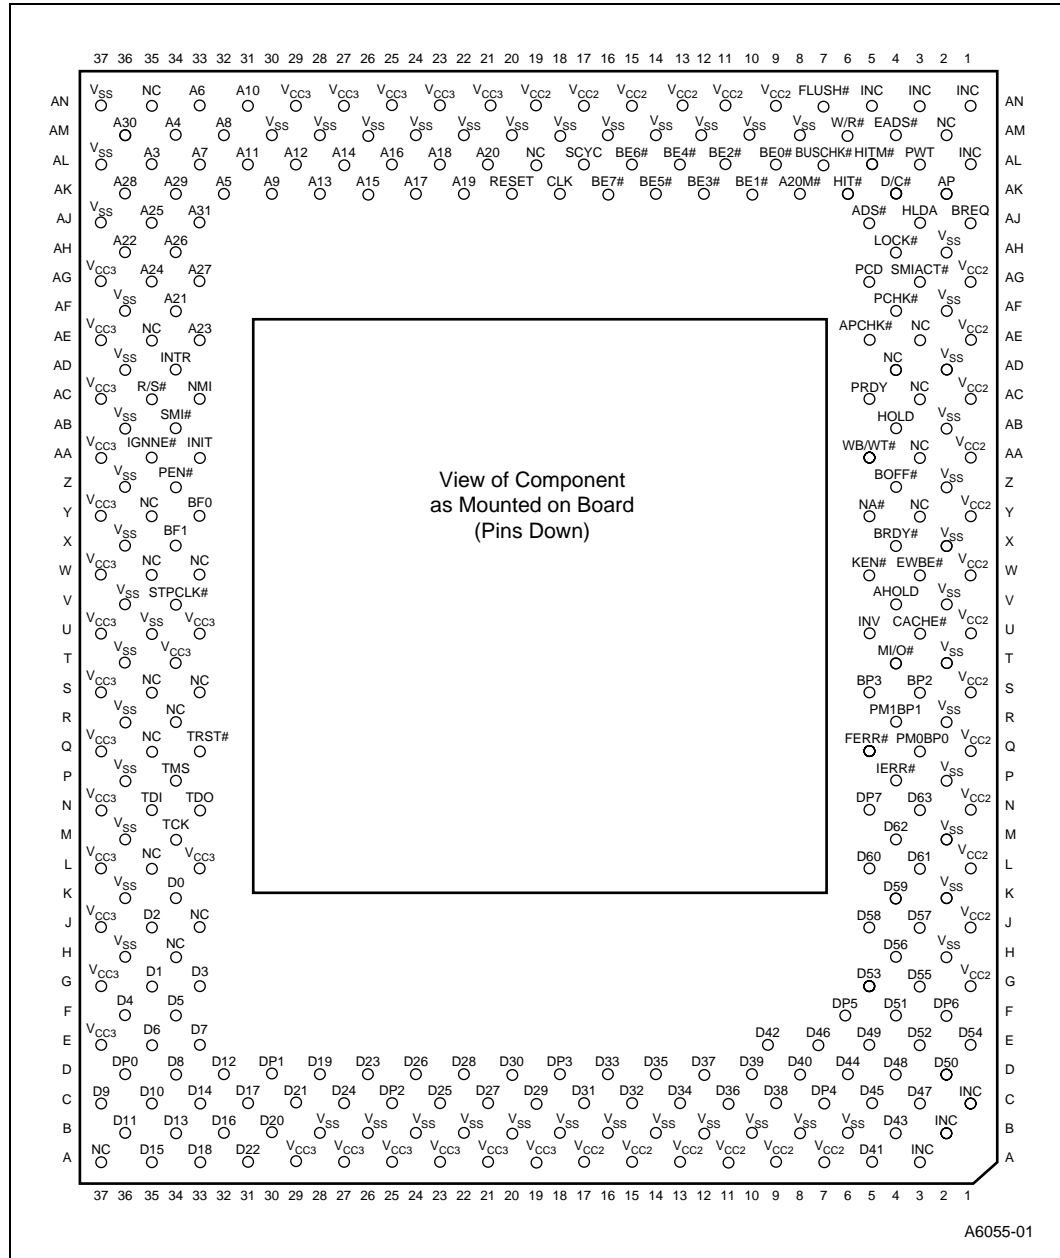 37 36 35 34 33 32 31 30 29 28 27 26 25 24 23 22 21 20 19 18 17 16 15 14 13 12 11 10 9 8 7 6 5 4 3 2 1
AN VSS NC A6 A10 VCC3 VCC3 VCC3 VCC3 VCC3 VCC2 VCC2 VCC2 VCC2 VCC2 VCC2 FLUSH# INC INC INC AN
AM A30 A4 A8 VSS VSS VSS VSS VSS VSS VSS VSS VSS VSS VSS VSS W/R# EADS# NC AM
AL VSS A3 A7 A11 A12 A14 A16 A18 A20 NC SCYC BE6# BE4# BE2# BE0# BUSCHK# HITM# PWT INC AL
AK A28 A29 A5 A9 A13 A15 A17 A19 RESET CLK BE7# BE5# BE3# BE1# A20M# HIT# D/C# AP AK
AJ VSS A25 A31 ADS# HLDA BREQ AJ
AH A22 A26 LOCK# VSS AH
AG VCC3 A24 A27 PCD SMIACT# VCC2 AG
AF VSS A21 PCHK# VSS AF
AE VCC3 NC A23 APCHK# NC VCC2 AE
AD VSS INTR NC VSS AD
AC VCC3 R/S# NMI PRDY NC VCC2 AC
AB VSS SMI# HOLD VSS AB
AA VCC3 IGNNE# INIT WB/WT# NC VCC2 AA
Z VSS PEN# BOFF# VSS Z
Y VCC3 NC BF0 NA# NC VCC2 Y
X VSS BF1 BRDY# VSS X
W VCC3 NC NC KEN# EWBE# VCC2 W
V VSS STPCLK# AHOLD VSS V
U VCC3 VSS VCC3 INV CACHE# VCC2 U
T VSS VCC3 MI/O# VSS T
S VCC3 NC NC BP3 BP2 VCC2 S
R VSS NC PM1BP1 VSS R
Q VCC3 NC TRST# FERR# PM0BP0 VCC2 Q
P VSS TMS IERR# VSS P
N VCC3 TDI TDO DP7 D63 VCC2 N
M VSS TCK D62 VSS M
L VCC3 NC VCC3 D60 D61 VCC2 L
K VSS D0 D59 VSS K
J VCC3 D2 NC D58 D57 VCC2 J
H VSS NC D56 VSS H
G VCC3 D1 D3 D53 D55 VCC2 G
F D4 D5 DP5 D51 DP6 F
E VCC3 D6 D7 D42 D46 D49 D52 D54 E
D DP0 D8 D12 DP1 D19 D23 D26 D28 D30 DP3 D33 D35 D37 D39 D40 D44 D48 D50 D
C D9 D10 D14 D17 D21 D24 DP2 D25 D27 D29 D31 D32 D34 D36 D38 DP4 D45 D47 INC C
B D11 D13 D16 D20 VSS VSS VSS VSS VSS VSS VSS VSS VSS VSS VSS VSS D43 INC B
A NC D15 D18 D22 VCC3 VCC3 VCC3 VCC3 VCC3 VCC3 VCC2 VCC2 VCC2 VCC2 VCC2 VCC2 D41 INC A
37 36 35 34 33 32 31 30 29 28 27 26 25 24 23 22 21 20 19 18 17 16 15 14 13 12 11 10 9 8 7 6 5 4 3 2 1
View of Component
as Mounted on Board
(Pins Down)
A6055-01